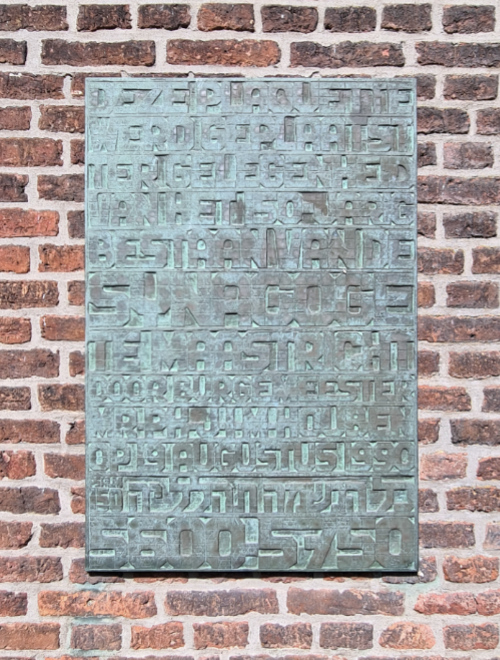 DEZE PLAQUETTE
WERD GEPLAATST
TER GELEGENHEID
VAN HET 150 JARIG
BESTAAN VAN DE
SYNAGOGE
TE MAASTRICHT
DOOR BURGEMEESTER
MR PH J I M HOUBEN
OP 19 AUGUSTUS 1990
5600 5750